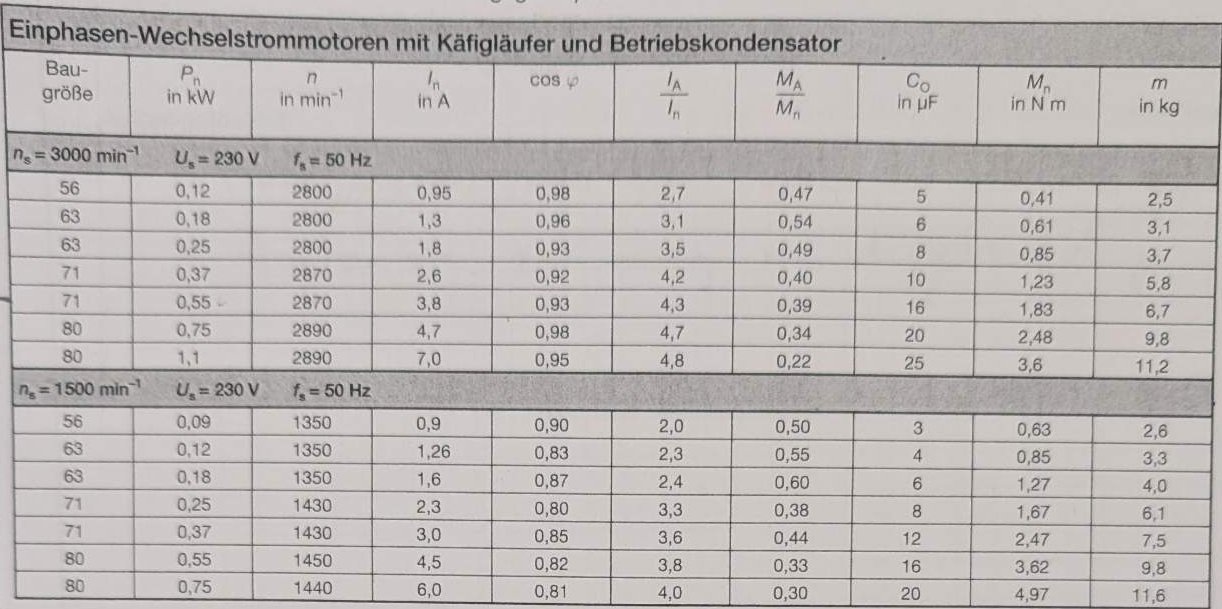 Einphasen-Wechselstrommotoren mit Käfigläufer und Betriebskondensator
Bau-größe Pn in kW n in min⁻¹ In in A cos φ IA/In MA/Mn CO in µF Mn in N m m in kg
ns = 3000 min⁻¹ Us = 230 V fs = 50 Hz
56 0,12 2800 0,95 0,98 2,7 0,47 5 0,41 2,5
63 0,18 2800 1,3 0,96 3,1 0,54 6 0,61 3,1
63 0,25 2800 1,8 0,93 3,5 0,49 8 0,85 3,7
71 0,37 2870 2,6 0,92 4,2 0,40 10 1,23 5,8
71 0,55 2870 3,8 0,93 4,3 0,39 16 1,83 6,7
80 0,75 2890 4,7 0,98 4,7 0,34 20 2,48 9,8
80 1,1 2890 7,0 0,95 4,8 0,22 25 3,6 11,2
ns = 1500 min⁻¹ Us = 230 V fs = 50 Hz
56 0,09 1350 0,9 0,90 2,0 0,50 3 0,63 2,6
63 0,12 1350 1,26 0,83 2,3 0,55 4 0,85 3,3
63 0,18 1350 1,6 0,87 2,4 0,60 6 1,27 4,0
71 0,25 1430 2,3 0,80 3,3 0,38 8 1,67 6,1
71 0,37 1430 3,0 0,85 3,6 0,44 12 2,47 7,5
80 0,55 1450 4,5 0,82 3,8 0,33 16 3,62 9,8
80 0,75 1440 6,0 0,81 4,0 0,30 20 4,97 11,6